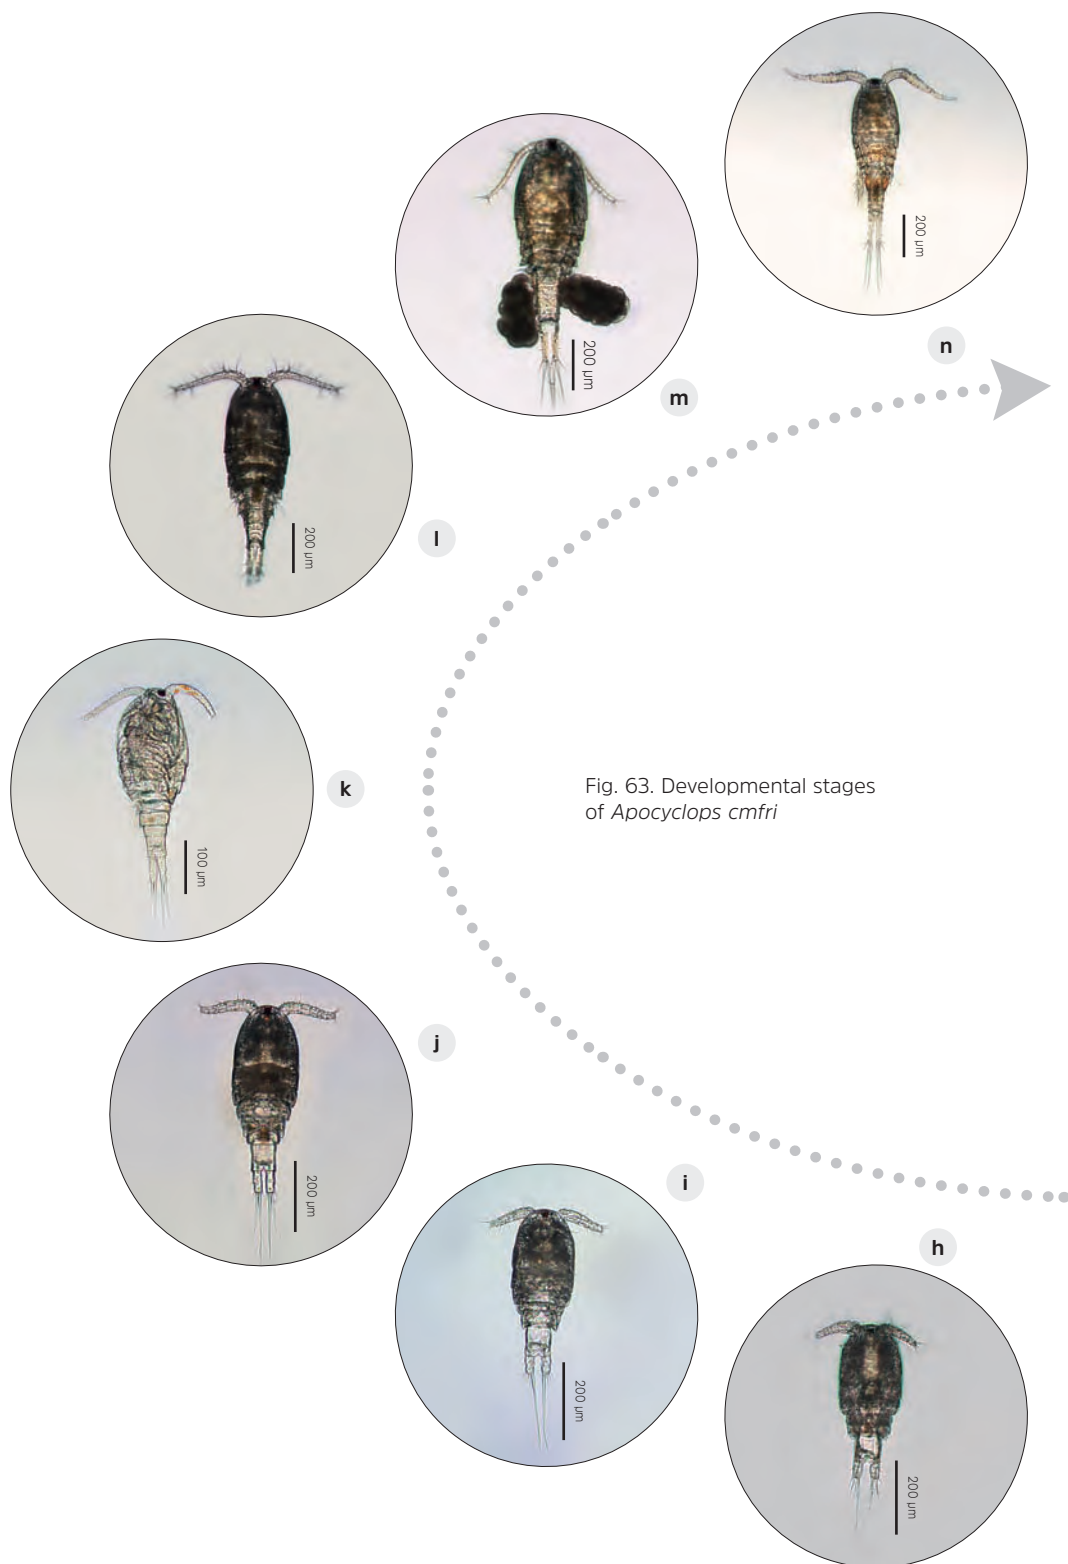 200 µm
n
200 µm
m
200 µm
l
100 µm
k
Fig. 63. Developmental stages
of Apocyclops cmfri
200 µm
j
200 µm
i
h
200 µm